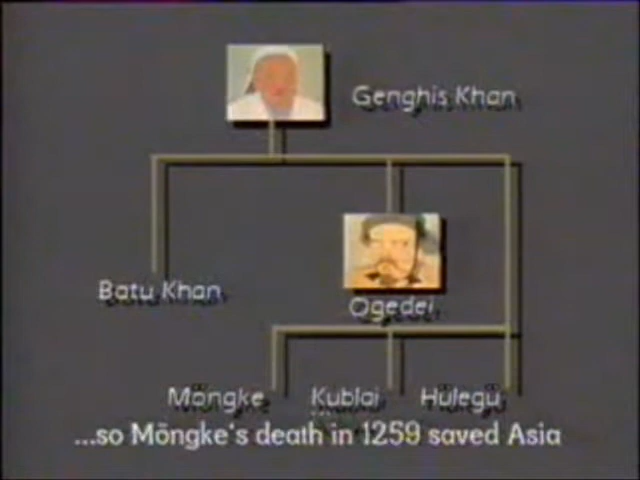 Genghis Khan
Batu Khan
Ogedei
Möngke Kublai Hülegü
...so Möngke's death in 1259 saved Asia